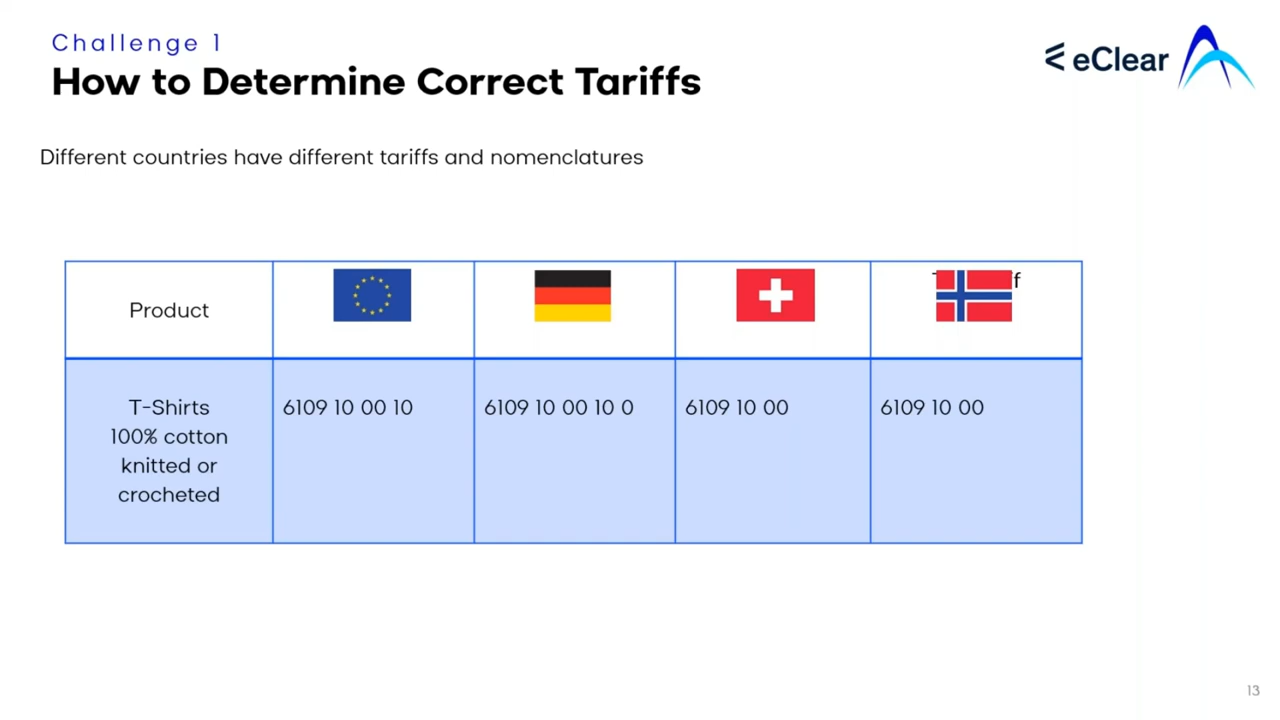 Challenge 1
How to Determine Correct Tariffs
eClear
Different countries have different tariffs and nomenclatures
Product
T-Shirts
100% cotton
knitted or
crocheted
6109 10 00 10
6109 10 00 10 0
6109 10 00
6109 10 00
13